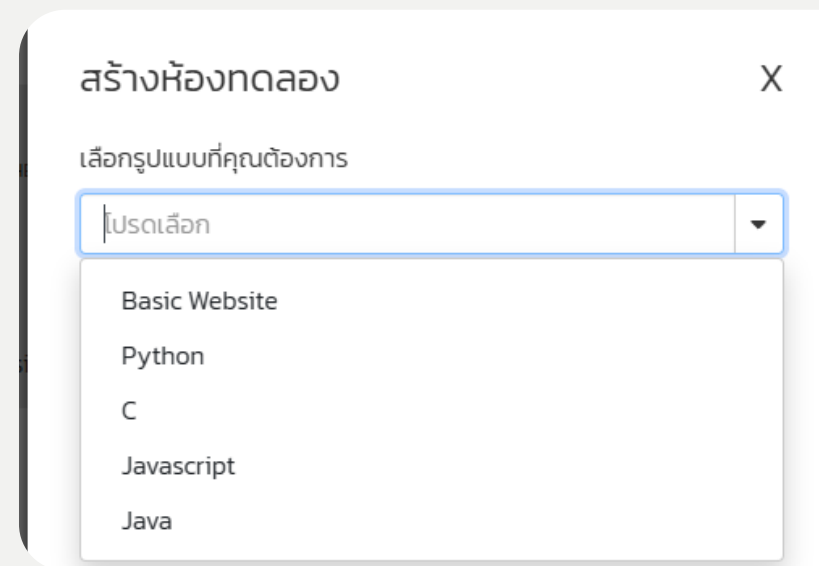 สร้างห้องทดลอง X
เลือกรูปแบบที่คุณต้องการ
โปรดเลือก
Basic Website
Python
C
Javascript
Java